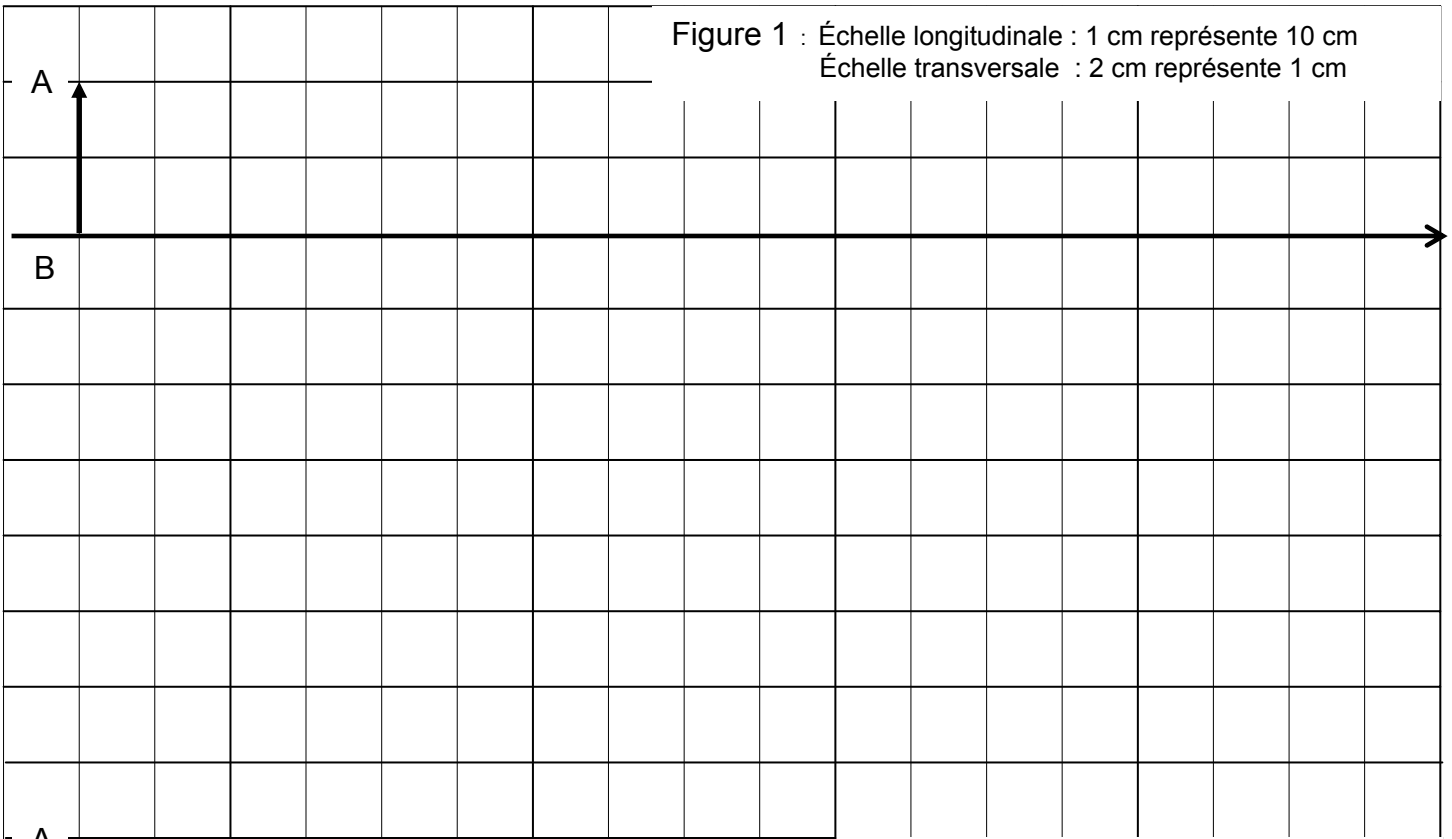 Figure 1 : Échelle longitudinale : 1 cm représente 10 cm
Échelle transversale : 2 cm représente 1 cm
A
B
A